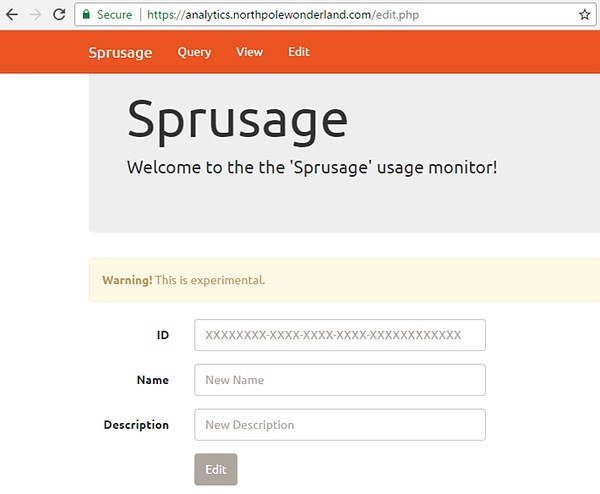 Secure https://analytics.northpolewonderland.com/edit.php
Sprusage Query View Edit
Sprusage
Welcome to the the 'Sprusage' usage monitor!
Warning! This is experimental.
ID XXXXXXXX-XXXX-XXXX-XXXX-XXXXXXXXXXXX
Name New Name
Description New Description
Edit